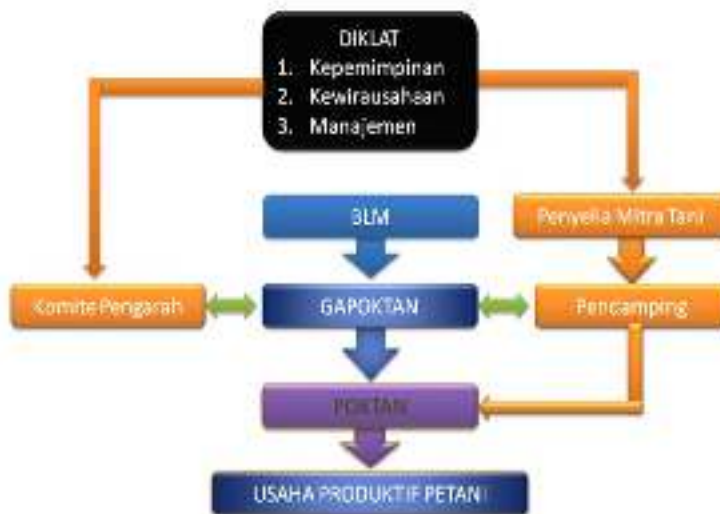 DIKLAT
1. Kepemimpinan
2. Kewirausahaan
3. Manajemen
BLM
Penyelia Mitra Tani
Komite Pengarah
GAPOKTAN
Pendamping
POKTAN
USAHA PRODUKTIF PETANI